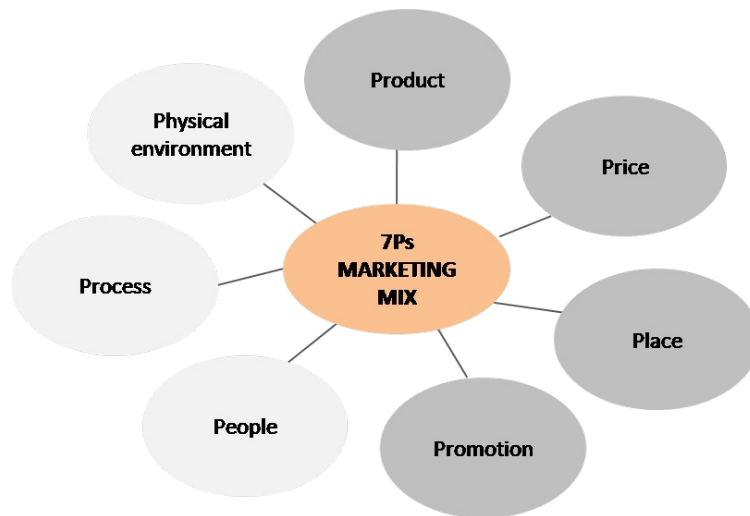 Product
Physical
environment
Price
7Ps
MARKETING
MIX
Process
Place
People
Promotion